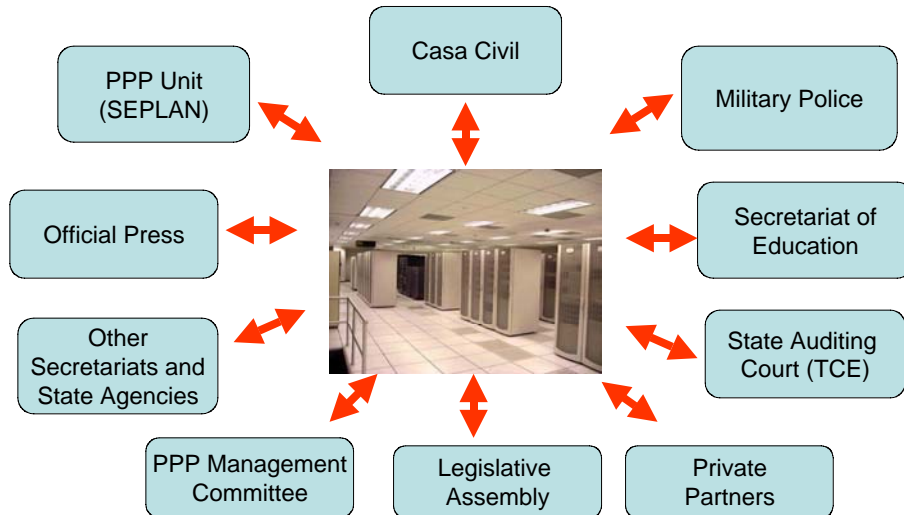 Casa Civil
PPP Unit
(SEPLAN)
Military Police
Official Press
Secretariat of
Education
Other
Secretariats and
State Agencies
State Auditing
Court (TCE)
PPP Management
Committee
Legislative
Assembly
Private
Partners